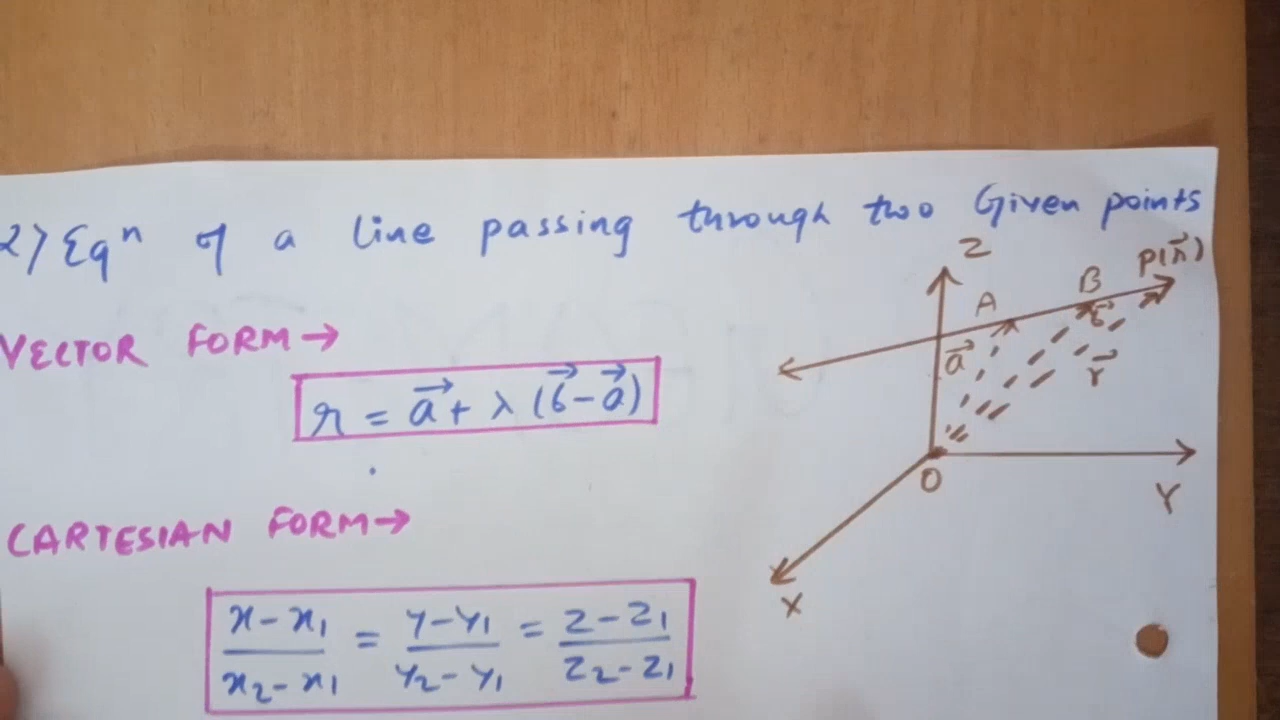 2) Eqⁿ of a line passing through two Given points
VECTOR FORM→
r = a⃗ + λ (b⃗ - a⃗)
CARTESIAN FORM→
x - x₁ / x₂ - x₁ = y - y₁ / y₂ - y₁ = z - z₁ / z₂ - z₁
Z
P(r⃗)
B
A
b⃗
a⃗
r⃗
O
Y
X